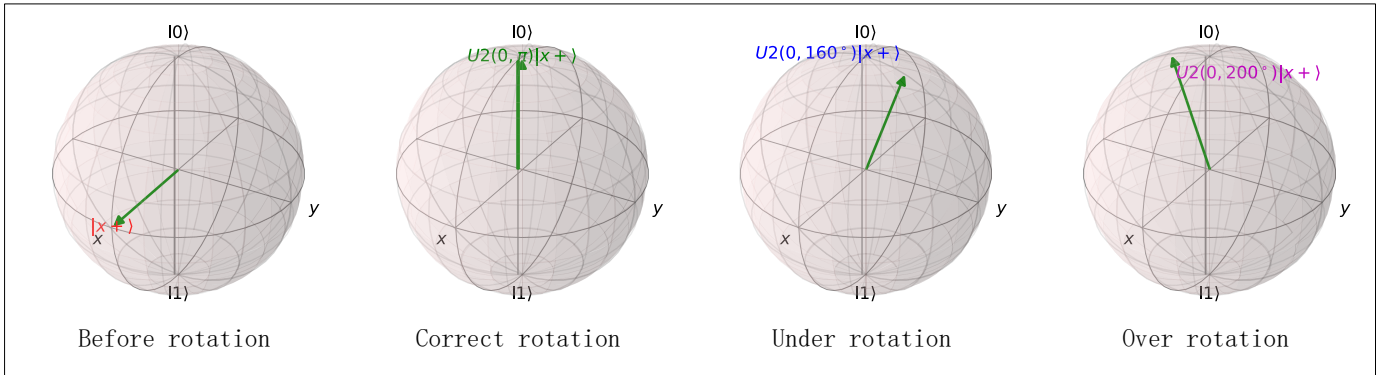 |0⟩
|x+⟩
x
y
|1⟩
Before rotation
|0⟩
U2(0, π)|x+⟩
x
y
|1⟩
Correct rotation
|0⟩
U2(0, 160°)|x+⟩
x
y
|1⟩
Under rotation
|0⟩
U2(0, 200°)|x+⟩
x
y
|1⟩
Over rotation